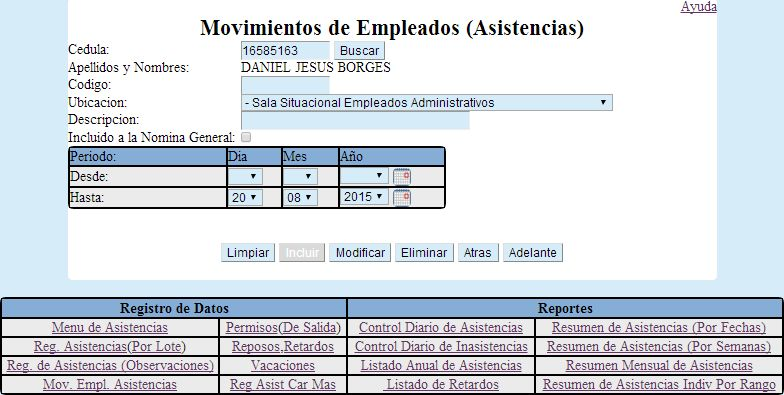 Ayuda
Movimientos de Empleados (Asistencias)
Cedula: 16585163 Buscar
Apellidos y Nombres: DANIEL JESUS BORGES
Codigo:
Ubicacion: - Sala Situacional Empleados Administrativos
Descripcion:
Incluido a la Nomina General:
Periodo: Dia Mes Año
Desde:
Hasta: 20 08 2015
Limpiar Incluir Modificar Eliminar Atras Adelante
Registro de Datos Reportes
Menu de Asistencias Permisos(De Salida) Control Diario de Asistencias Resumen de Asistencias (Por Fechas)
Reg. Asistencias(Por Lote) Reposos,Retardos Control Diario de Inasistencias Resumen de Asistencias (Por Semanas)
Reg. de Asistencias (Observaciones) Vacaciones Listado Anual de Asistencias Resumen Mensual de Asistencias
Mov. Empl. Asistencias Reg Asist Car Mas Listado de Retardos Resumen de Asistencias Indiv Por Rango